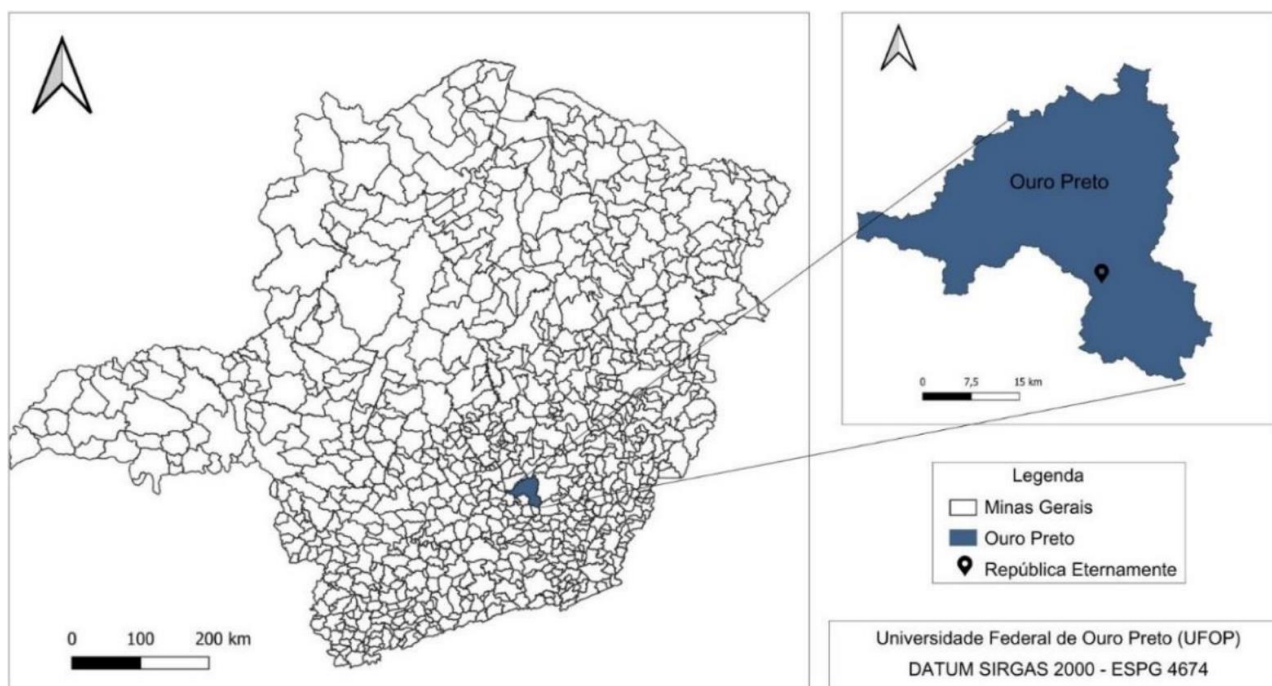 Ouro Preto
0 7,5 15 km
0 100 200 km
Legenda
Minas Gerais
Ouro Preto
República Eternamente
Universidade Federal de Ouro Preto (UFOP)
DATUM SIRGAS 2000 - ESPG 4674